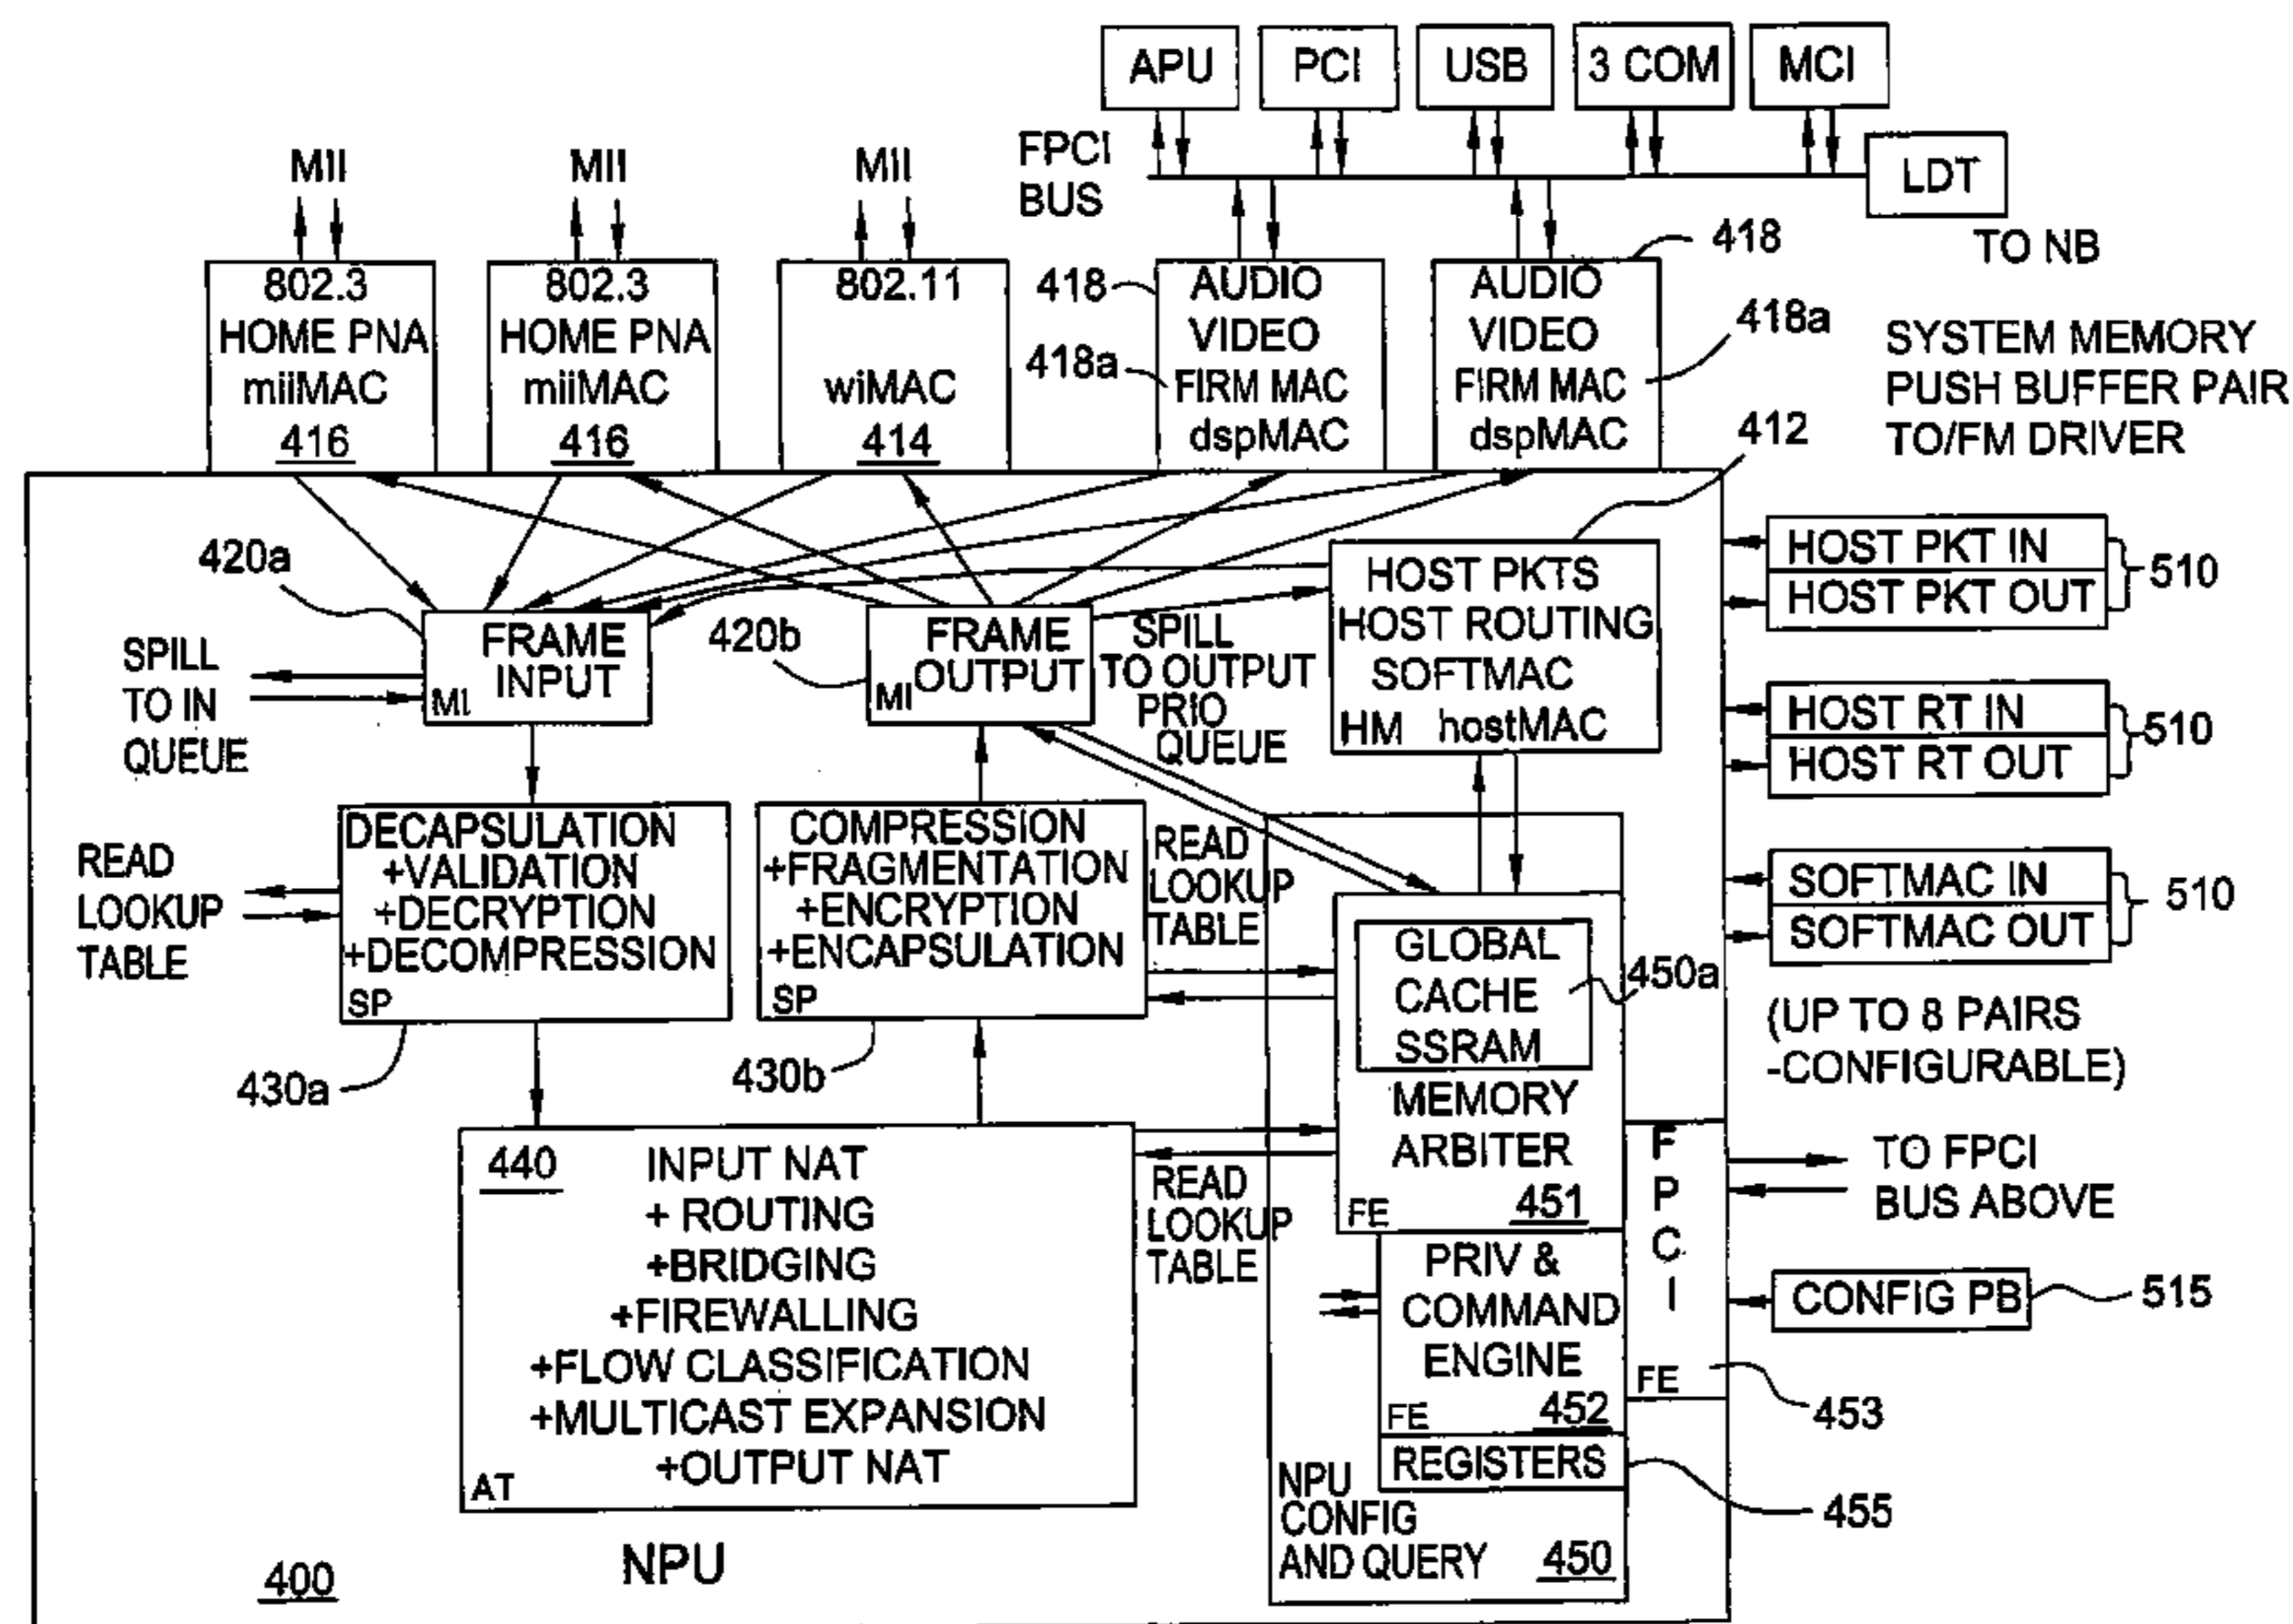 APU
PCI
USB
3 COM
MCI
FPCI
BUS
LDT
TO NB
MII
MII
MII
802.3
HOME PNA
miiMAC
416
802.3
HOME PNA
miiMAC
416
802.11
wiMAC
414
418
418a
AUDIO
VIDEO
FIRM MAC
dspMAC
AUDIO
VIDEO
FIRM MAC
dspMAC
418
418a
412
SYSTEM MEMORY
PUSH BUFFER PAIR
TO/FM DRIVER
420a
FRAME
INPUT
MI
SPILL
TO IN
QUEUE
420b
FRAME
OUTPUT
MI
SPILL
TO OUTPUT
PRIO
QUEUE
HOST PKTS
HOST ROUTING
SOFTMAC
HM hostMAC
HOST PKT IN
HOST PKT OUT
510
HOST RT IN
HOST RT OUT
510
SOFTMAC IN
SOFTMAC OUT
510
(UP TO 8 PAIRS
-CONFIGURABLE)
READ
LOOKUP
TABLE
DECAPSULATION
+VALIDATION
+DECRYPTION
+DECOMPRESSION
SP
430a
COMPRESSION
+FRAGMENTATION
+ENCRYPTION
+ENCAPSULATION
SP
430b
READ
LOOKUP
TABLE
GLOBAL
CACHE
SSRAM
450a
MEMORY
ARBITER
FE 451
440
INPUT NAT
+ ROUTING
+BRIDGING
+FIREWALLING
+FLOW CLASSIFICATION
+MULTICAST EXPANSION
+OUTPUT NAT
AT
READ
LOOKUP
TABLE
PRIV &
COMMAND
ENGINE
FE 452
REGISTERS
455
NPU
CONFIG
AND QUERY 450
FPCI
FE
453
TO FPCI
BUS ABOVE
CONFIG PB
515
400
NPU